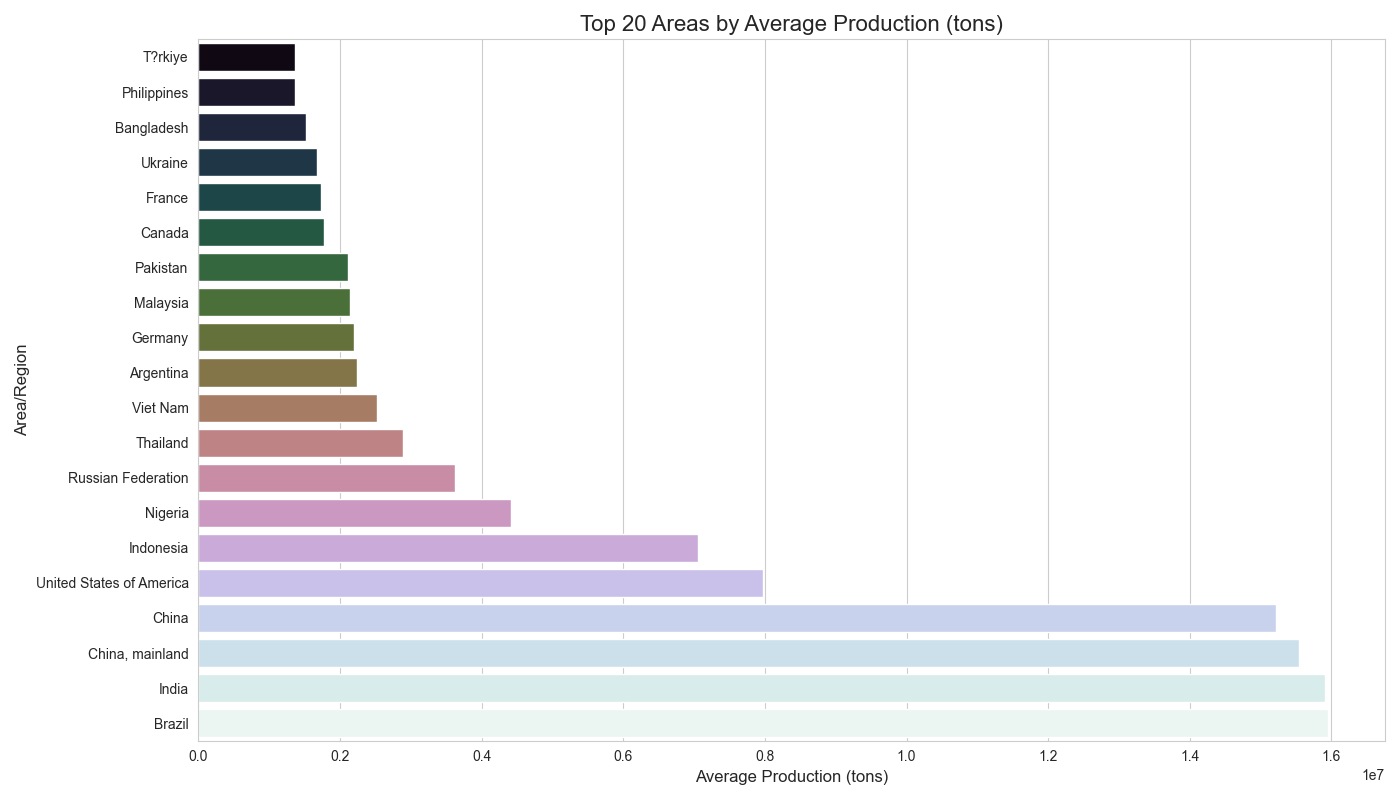 Top 20 Areas by Average Production (tons)
Area/Region
T?rkiye
Philippines
Bangladesh
Ukraine
France
Canada
Pakistan
Malaysia
Germany
Argentina
Viet Nam
Thailand
Russian Federation
Nigeria
Indonesia
United States of America
China
China, mainland
India
Brazil
0.0 0.2 0.4 0.6 0.8 1.0 1.2 1.4 1.6
1e7
Average Production (tons)